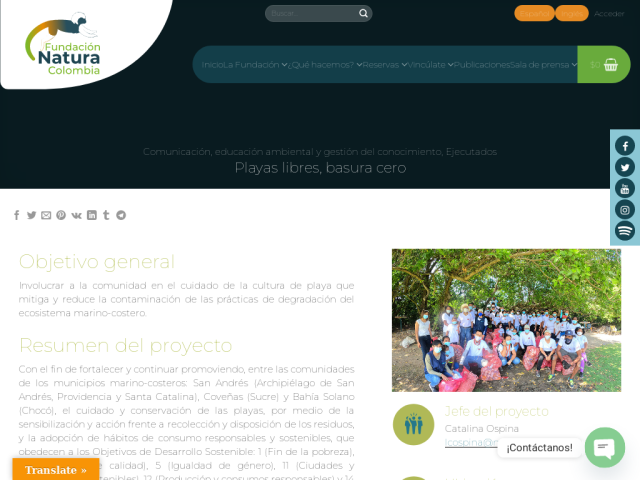 Fundación
Natura
Colombia
Buscar
Español
Inglés
Acceder
Inicio La Fundación ¿Qué hacemos? Reservas Vincúlate Publicaciones Sala de prensa
$0
Comunicación, educación ambiental y gestión del conocimiento, Ejecutados
Playas libres, basura cero
Objetivo general
Involucrar a la comunidad en el cuidado de la cultura de playa que
mitiga y reduce la contaminación de las prácticas de degradación del
ecosistema marino-costero.
Resumen del proyecto
Con el fin de fortalecer y continuar promoviendo, entre las comunidades
de los municipios marino-costeros: San Andrés (Archipiélago de San
Andrés, Providencia y Santa Catalina), Coveñas (Sucre) y Bahía Solano
(Chocó), el cuidado y conservación de las playas, por medio de la
sensibilización y acción frente a recolección y disposición de los residuos,
y la adopción de hábitos de consumo responsables y sostenibles, que
obedecen a los Objetivos de Desarrollo Sostenible: 1 (Fin de la pobreza),
calidad), 5 (Igualdad de género), 11 (Ciudades y
12 (Producción y consumo responsables) y 14
Jefe del proyecto
Catalina Ospina
lcospina@
¡Contáctanos!
Translate »